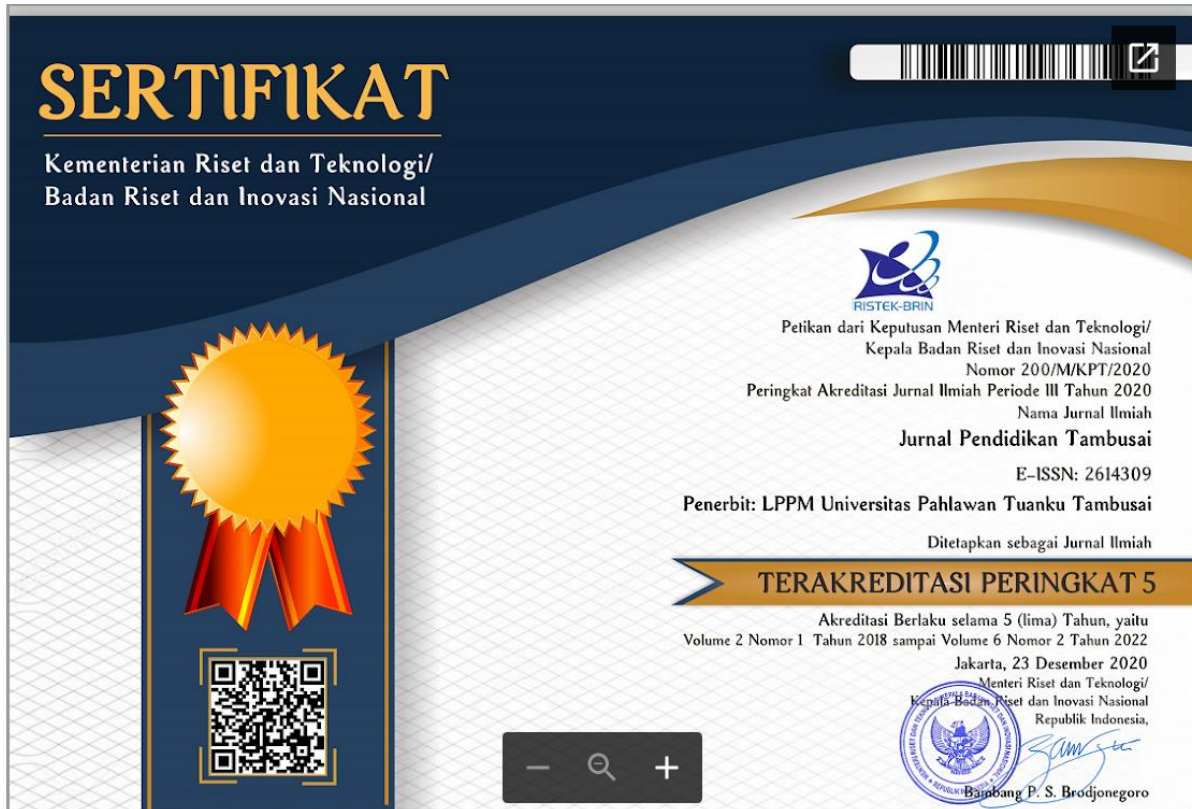 SERTIFIKAT
Kementerian Riset dan Teknologi/
Badan Riset dan Inovasi Nasional
RISTEK-BRIN
Petikan dari Keputusan Menteri Riset dan Teknologi/
Kepala Badan Riset dan Inovasi Nasional
Nomor 200/M/KPT/2020
Peringkat Akreditasi Jurnal Ilmiah Periode III Tahun 2020
Nama Jurnal Ilmiah
Jurnal Pendidikan Tambusai
E-ISSN: 2614309
Penerbit: LPPM Universitas Pahlawan Tuanku Tambusai
Ditetapkan sebagai Jurnal Ilmiah
TERAKREDITASI PERINGKAT 5
Akreditasi Berlaku selama 5 (lima) Tahun, yaitu
Volume 2 Nomor 1 Tahun 2018 sampai Volume 6 Nomor 2 Tahun 2022
Jakarta, 23 Desember 2020
Menteri Riset dan Teknologi/
Kepala Badan Riset dan Inovasi Nasional
Republik Indonesia,
Bambang P. S. Brodjonegoro